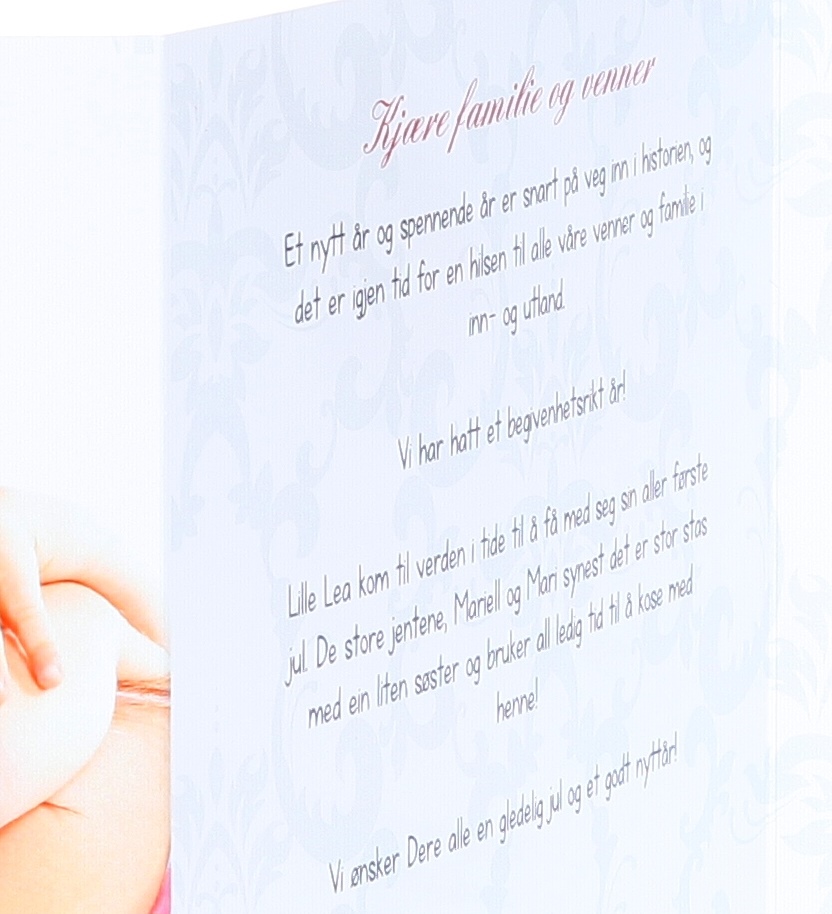 Kjære familie og venner
Et nytt år og spennende år er snart på veg inn i historien, og
det er igjen tid for en hilsen til alle våre venner og familie i
inn- og utland.
Vi har hatt et begivenhetsrikt år!
Lille Lea kom til verden i tide til å få med seg sin aller første
jul. De store jentene, Mariell og Mari synest det er stor stas
med ein liten søster og bruker all ledig tid til å kose med
henne!
Vi ønsker Dere alle en gledelig jul og et godt nyttår!